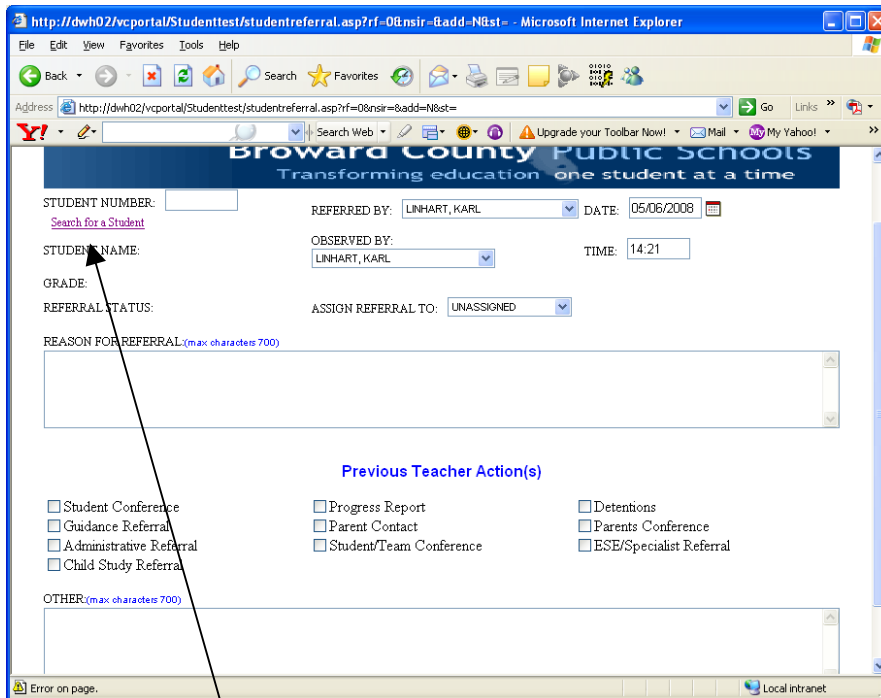 http://dwh02/vcportal/Studenttest/studentreferral.asp?rf=0&nsir=&add=N&st= - Microsoft Internet Explorer
File Edit View Favorites Tools Help
Back Search Favorites
Address http://dwh02/vcportal/Studenttest/studentreferral.asp?rf=0&nsir=&add=N&st= Go Links »
Y! Search Web Upgrade your Toolbar Now! Mail My Yahoo! »
Broward County Public Schools
Transforming education one student at a time
STUDENT NUMBER: REFERRED BY: LINHART, KARL DATE: 05/06/2008
Search for a Student
STUDENT NAME: OBSERVED BY: LINHART, KARL TIME: 14:21
GRADE:
REFERRAL STATUS: ASSIGN REFERRAL TO: UNASSIGNED
REASON FOR REFERRAL:(max characters 700)
Previous Teacher Action(s)
Student Conference Progress Report Detentions
Guidance Referral Parent Contact Parents Conference
Administrative Referral Student/Team Conference ESE/Specialist Referral
Child Study Referral
OTHER:(max characters 700)
Error on page. Local intranet